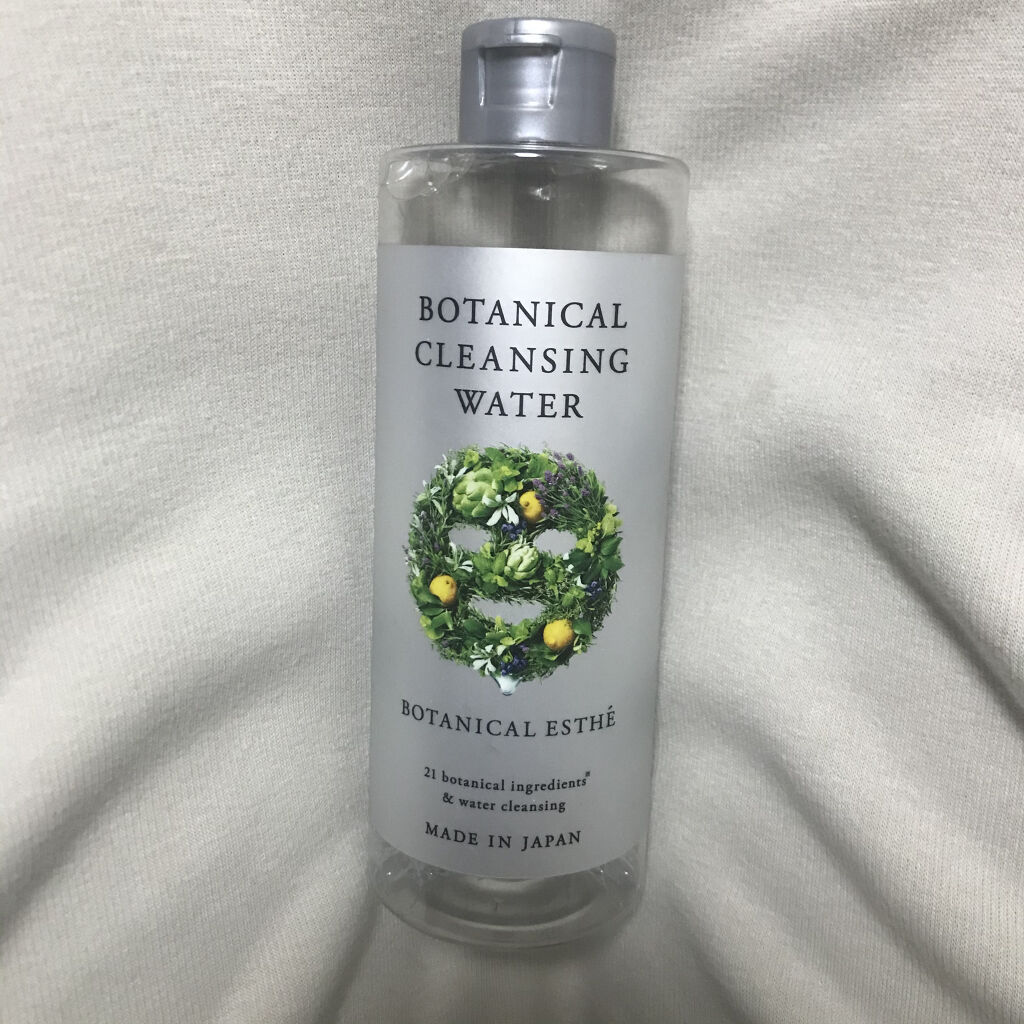 BOTANICAL
CLEANSING
WATER
BOTANICAL ESTHÉ
21 botanical ingredients※
& water cleansing
MADE IN JAPAN